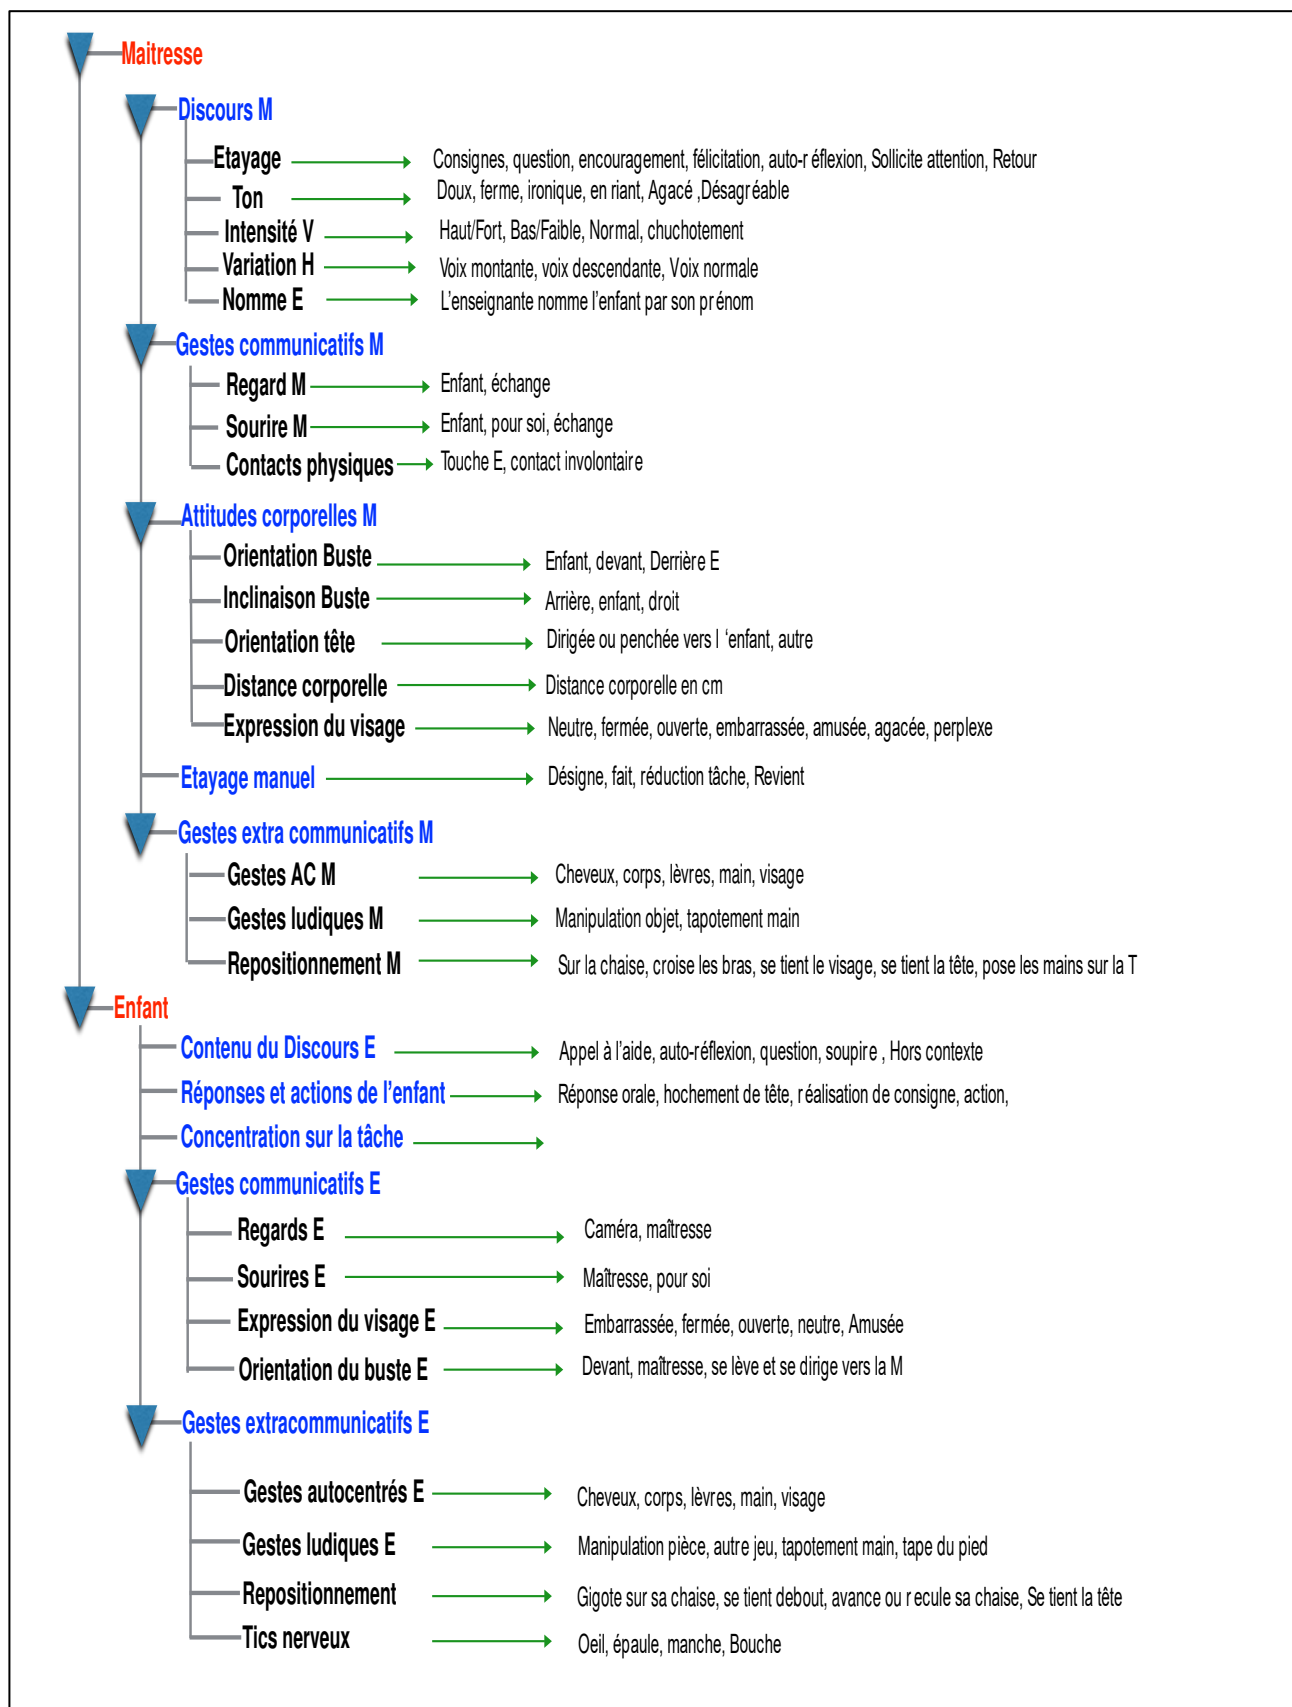 Maitresse
Discours M
Etayage Consignes, question, encouragement, félicitation, auto-r éflexion, Sollicite attention, Retour
Ton Doux, ferme, ironique, en riant, Agacé ,Désagréable
Intensité V Haut/Fort, Bas/Faible, Normal, chuchotement
Variation H Voix montante, voix descendante, Voix normale
Nomme E L’enseignante nomme l’enfant par son prénom
Gestes communicatifs M
Regard M Enfant, échange
Sourire M Enfant, pour soi, échange
Contacts physiques Touche E, contact involontaire
Attitudes corporelles M
Orientation Buste Enfant, devant, Derrière E
Inclinaison Buste Arrière, enfant, droit
Orientation tête Dirigée ou penchée vers l ‘enfant, autre
Distance corporelle Distance corporelle en cm
Expression du visage Neutre, fermée, ouverte, embarrassée, amusée, agacée, perplexe
Etayage manuel Désigne, fait, réduction tâche, Revient
Gestes extra communicatifs M
Gestes AC M Cheveux, corps, lèvres, main, visage
Gestes ludiques M Manipulation objet, tapotement main
Repositionnement M Sur la chaise, croise les bras, se tient le visage, se tient la tête, pose les mains sur la T
Enfant
Contenu du Discours E Appel à l’aide, auto-réflexion, question, soupire , Hors contexte
Réponses et actions de l’enfant Réponse orale, hochement de tête, r éalisation de consigne, action,
Concentration sur la tâche
Gestes communicatifs E
Regards E Caméra, maîtresse
Sourires E Maîtresse, pour soi
Expression du visage E Embarrassée, fermée, ouverte, neutre, Amusée
Orientation du buste E Devant, maîtresse, se lève et se dirige vers la M
Gestes extracommunicatifs E
Gestes autocentrés E Cheveux, corps, lèvres, main, visage
Gestes ludiques E Manipulation pièce, autre jeu, tapotement main, tape du pied
Repositionnement Gigote sur sa chaise, se tient debout, avance ou r ecule sa chaise, Se tient la tête
Tics nerveux Oeil, épaule, manche, Bouche